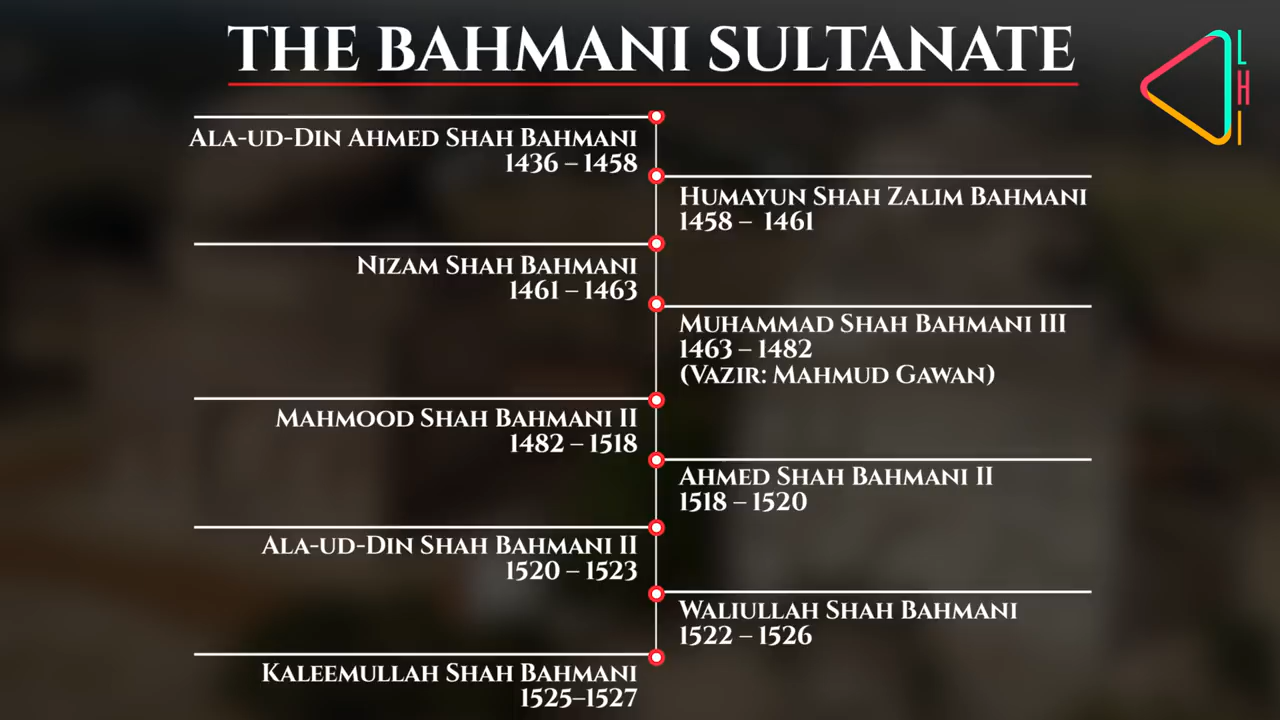 THE BAHMANI SULTANATE
LHI
ALA-UD-DIN AHMED SHAH BAHMANI
1436 – 1458
HUMAYUN SHAH ZALIM BAHMANI
1458 – 1461
NIZAM SHAH BAHMANI
1461 – 1463
MUHAMMAD SHAH BAHMANI III
1463 – 1482
(VAZIR: MAHMUD GAWAN)
MAHMOOD SHAH BAHMANI II
1482 – 1518
AHMED SHAH BAHMANI II
1518 – 1520
ALA-UD-DIN SHAH BAHMANI II
1520 – 1523
WALIULLAH SHAH BAHMANI
1522 – 1526
KALEEMULLAH SHAH BAHMANI
1525–1527